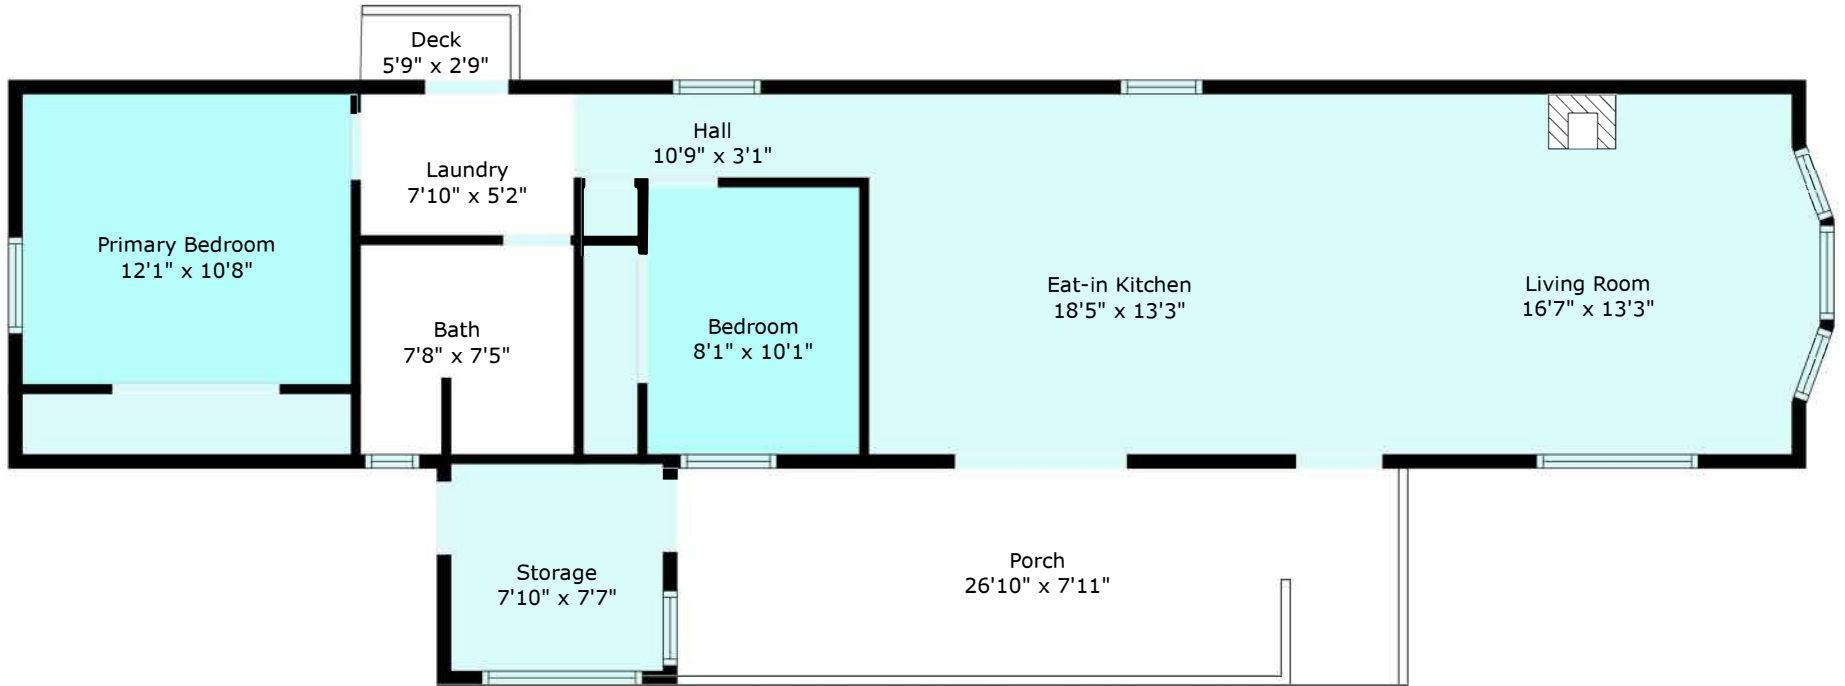 Deck
5'9" x 2'9"
Hall
10'9" x 3'1"
Laundry
7'10" x 5'2"
Primary Bedroom
12'1" x 10'8"
Eat-in Kitchen
18'5" x 13'3"
Living Room
16'7" x 13'3"
Bath
7'8" x 7'5"
Bedroom
8'1" x 10'1"
Porch
26'10" x 7'11"
Storage
7'10" x 7'7"